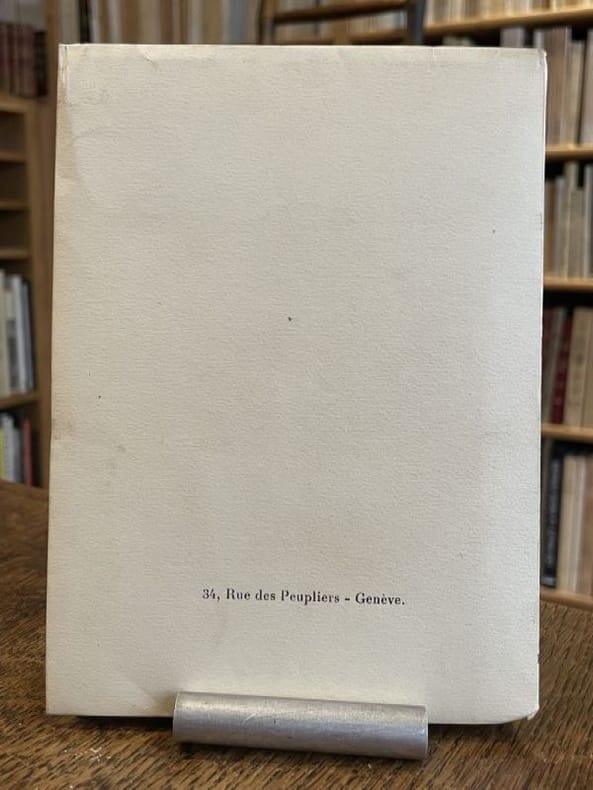 34, Rue des Peupliers - Genève.